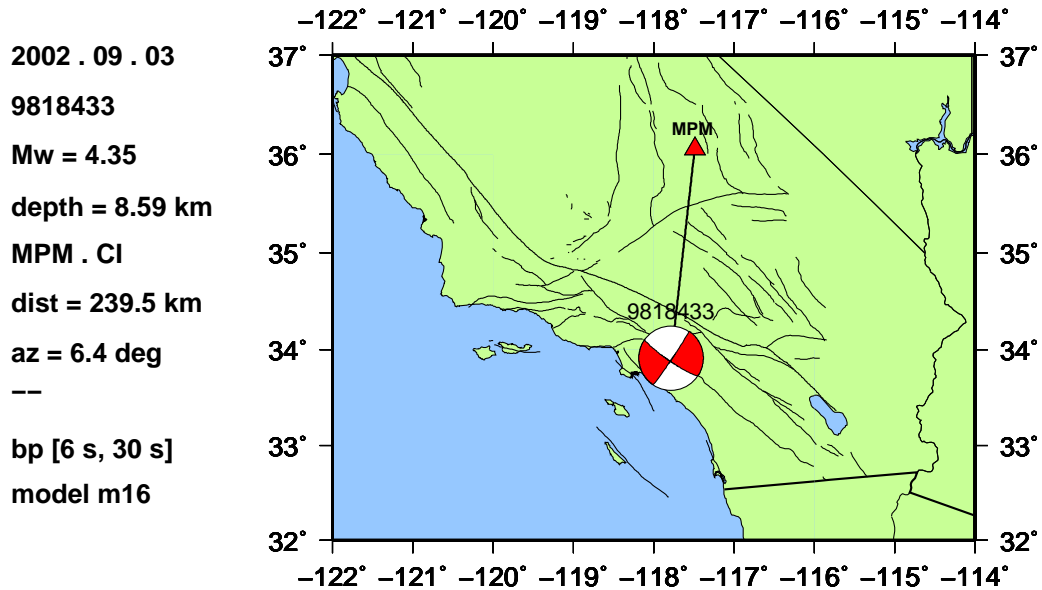 −122˚ −121˚ −120˚ −119˚ −118˚ −117˚ −116˚ −115˚ −114˚
2002 . 09 . 03
37˚ 37˚
9818433
MPM
Mw = 4.35
36˚ 36˚
depth = 8.59 km
MPM . CI
35˚ 35˚
dist = 239.5 km
9818433
az = 6.4 deg
34˚ 34˚
−−
bp [6 s, 30 s]
33˚ 33˚
model m16
32˚ 32˚
−122˚ −121˚ −120˚ −119˚ −118˚ −117˚ −116˚ −115˚ −114˚